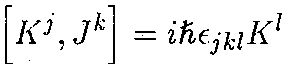 [K^j, J^k] = iℏϵ_{jkl}K^l